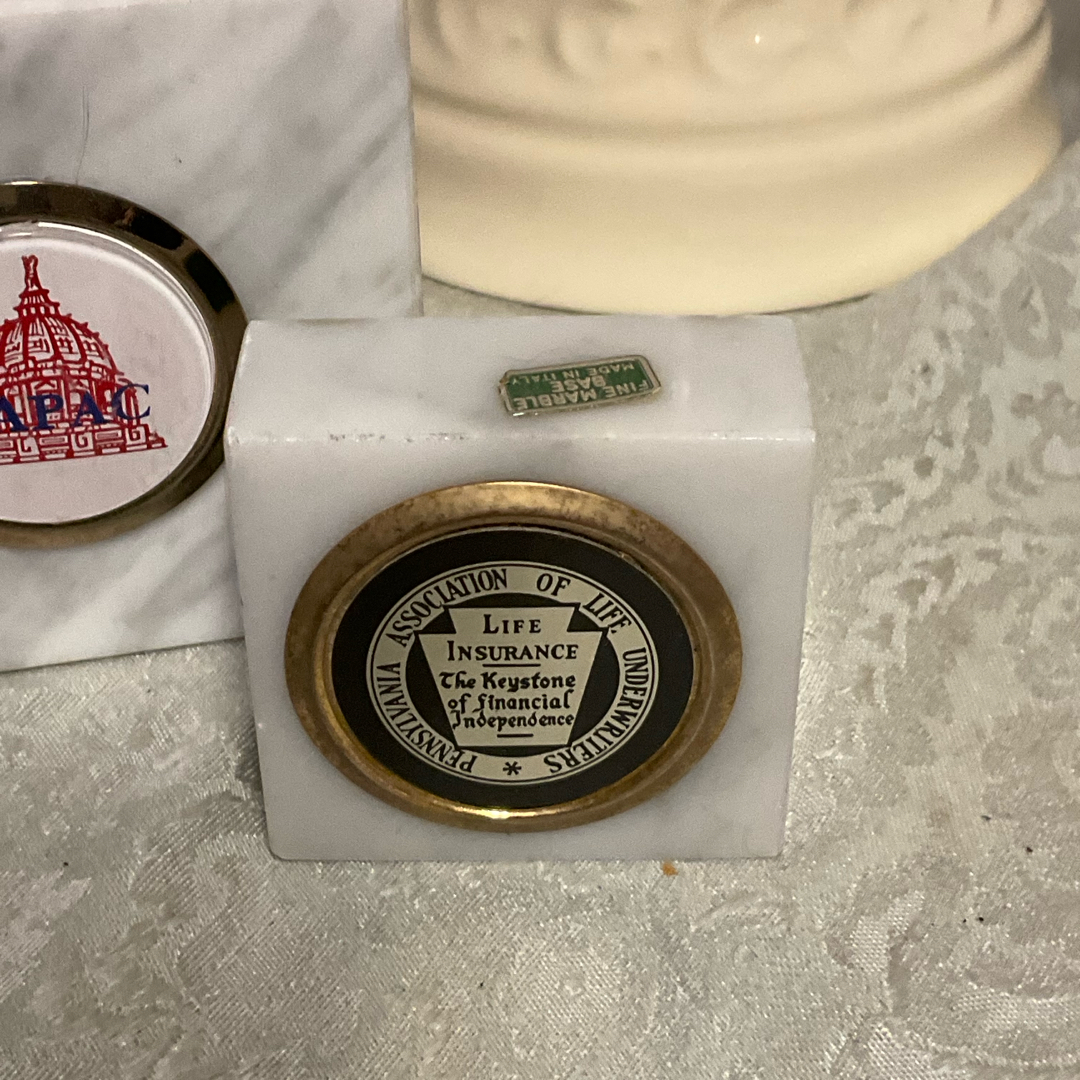 APAC
FINE MARBLE
BASE
MADE IN ITALY
PENNSYLVANIA ASSOCIATION OF LIFE UNDERWRITERS *
LIFE
INSURANCE
The Keystone
of financial
Independence